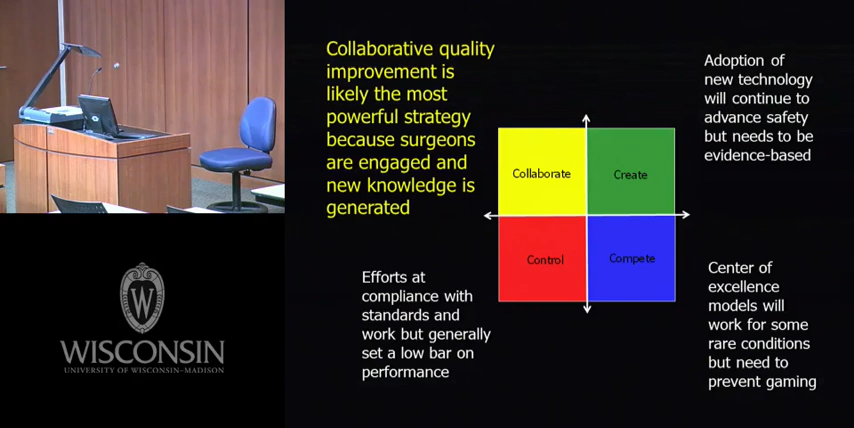 Collaborative quality
improvement is
likely the most
powerful strategy
because surgeons
are engaged and
new knowledge is
generated
Adoption of
new technology
will continue to
advance safety
but needs to be
evidence-based
Collaborate
Create
Control
Compete
Efforts at
compliance with
standards and
work but generally
set a low bar on
performance
Center of
excellence
models will
work for some
rare conditions
but need to
prevent gaming
W
WISCONSIN
UNIVERSITY OF WISCONSIN–MADISON